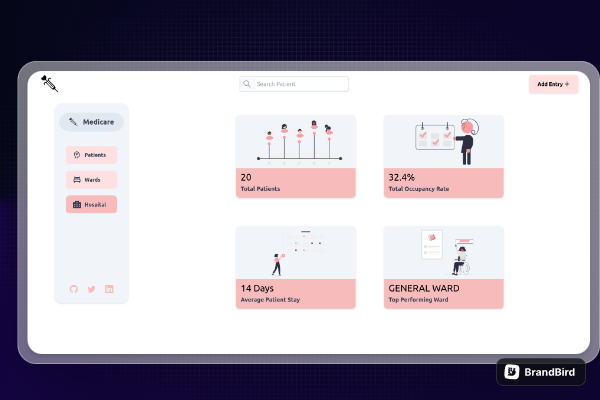 Search Patient
Add Entry +
Medicare
Patients
Wards
Hospital
20
Total Patients
32.4%
Total Occupancy Rate
14 Days
Average Patient Stay
GENERAL WARD
Top Performing Ward
BrandBird